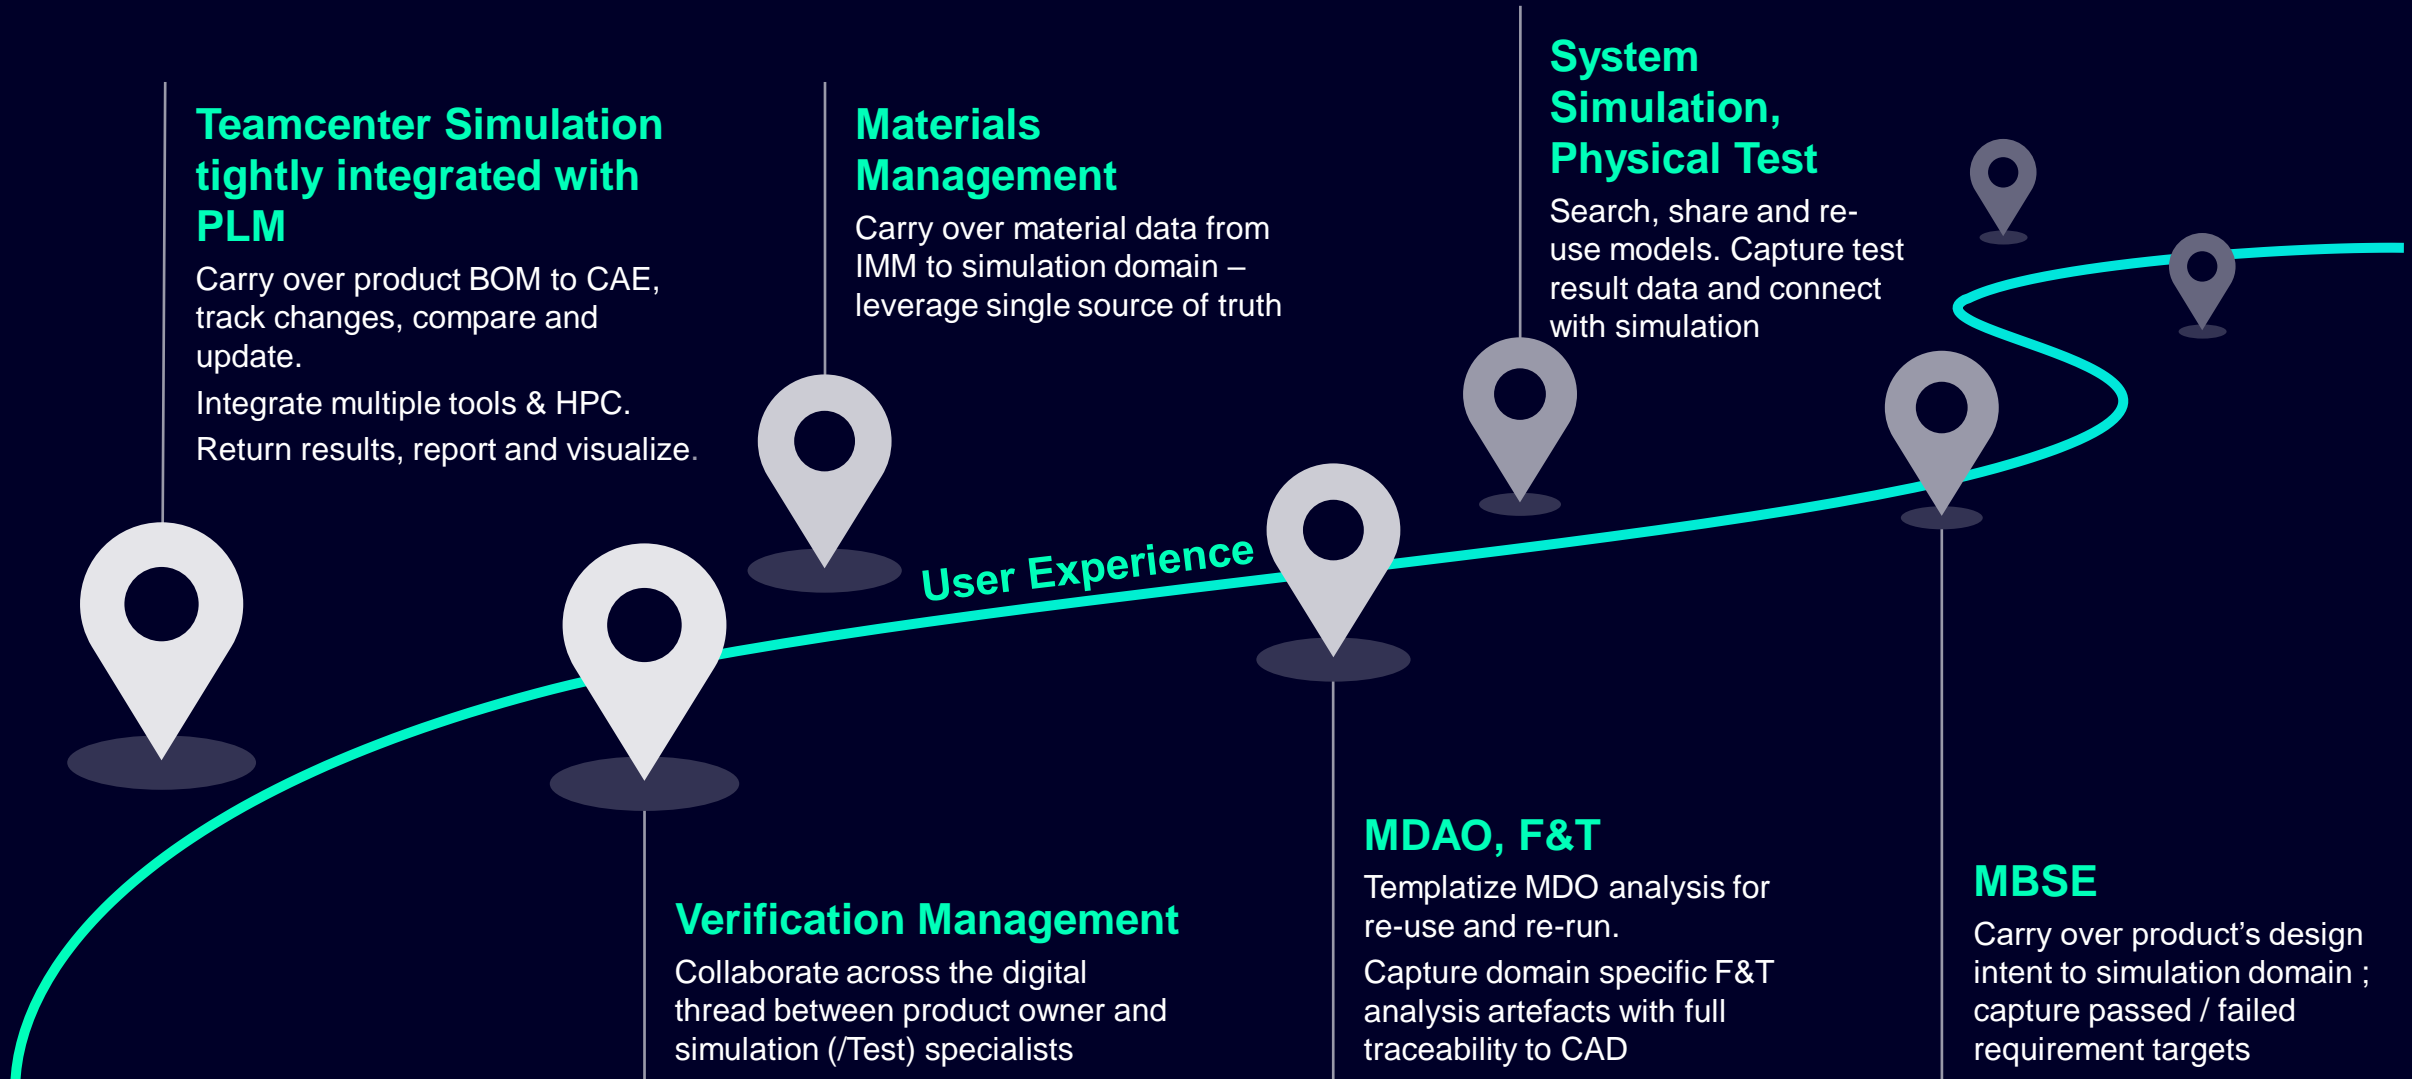 Teamcenter Simulation
tightly integrated with
PLM
Carry over product BOM to CAE,
track changes, compare and
update.
Integrate multiple tools & HPC.
Return results, report and visualize.
Materials
Management
Carry over material data from
IMM to simulation domain –
leverage single source of truth
System
Simulation,
Physical Test
Search, share and re-
use models. Capture test
result data and connect
with simulation
User Experience
Verification Management
Collaborate across the digital
thread between product owner and
simulation (/Test) specialists
MDAO, F&T
Templatize MDO analysis for
re-use and re-run.
Capture domain specific F&T
analysis artefacts with full
traceability to CAD
MBSE
Carry over product’s design
intent to simulation domain ;
capture passed / failed
requirement targets